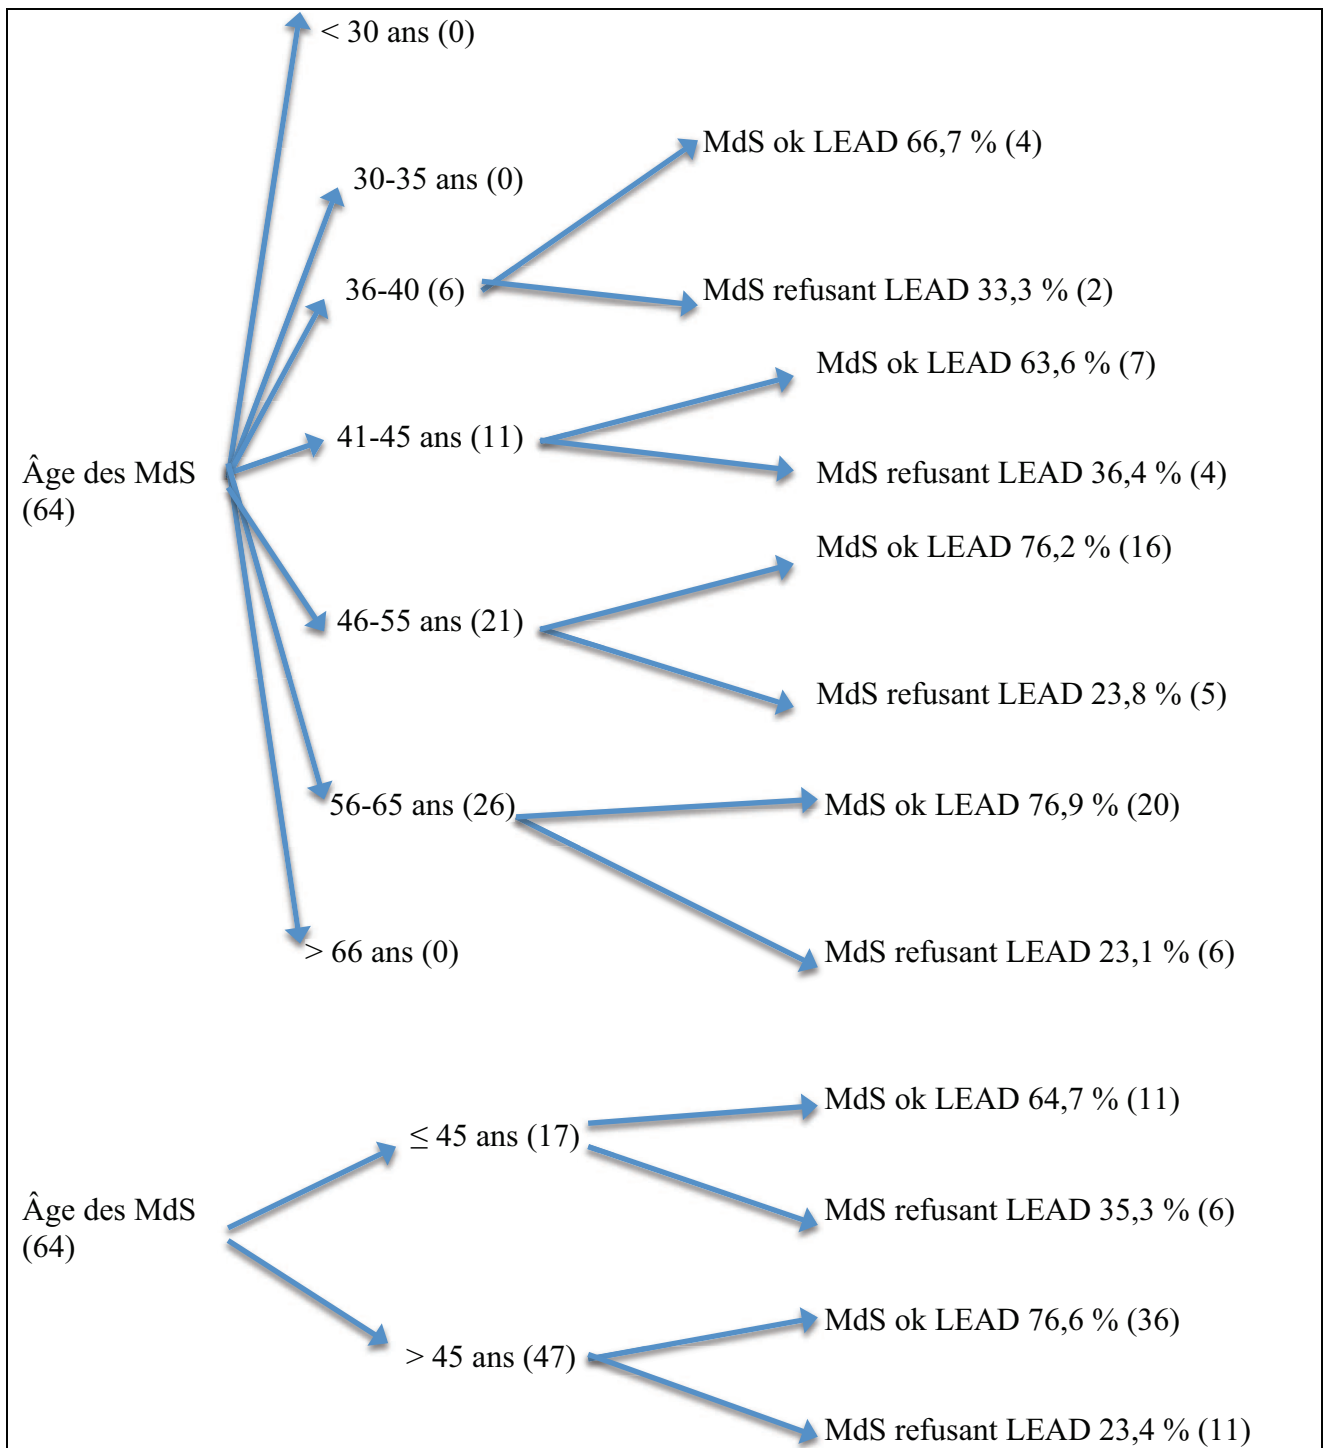 < 30 ans (0)
MdS ok LEAD 66,7 % (4)
30-35 ans (0)
36-40 (6)
MdS refusant LEAD 33,3 % (2)
MdS ok LEAD 63,6 % (7)
41-45 ans (11)
MdS refusant LEAD 36,4 % (4)
Âge des MdS
(64)
MdS ok LEAD 76,2 % (16)
46-55 ans (21)
MdS refusant LEAD 23,8 % (5)
56-65 ans (26)
MdS ok LEAD 76,9 % (20)
> 66 ans (0)
MdS refusant LEAD 23,1 % (6)
MdS ok LEAD 64,7 % (11)
≤ 45 ans (17)
MdS refusant LEAD 35,3 % (6)
Âge des MdS
(64)
MdS ok LEAD 76,6 % (36)
> 45 ans (47)
MdS refusant LEAD 23,4 % (11)